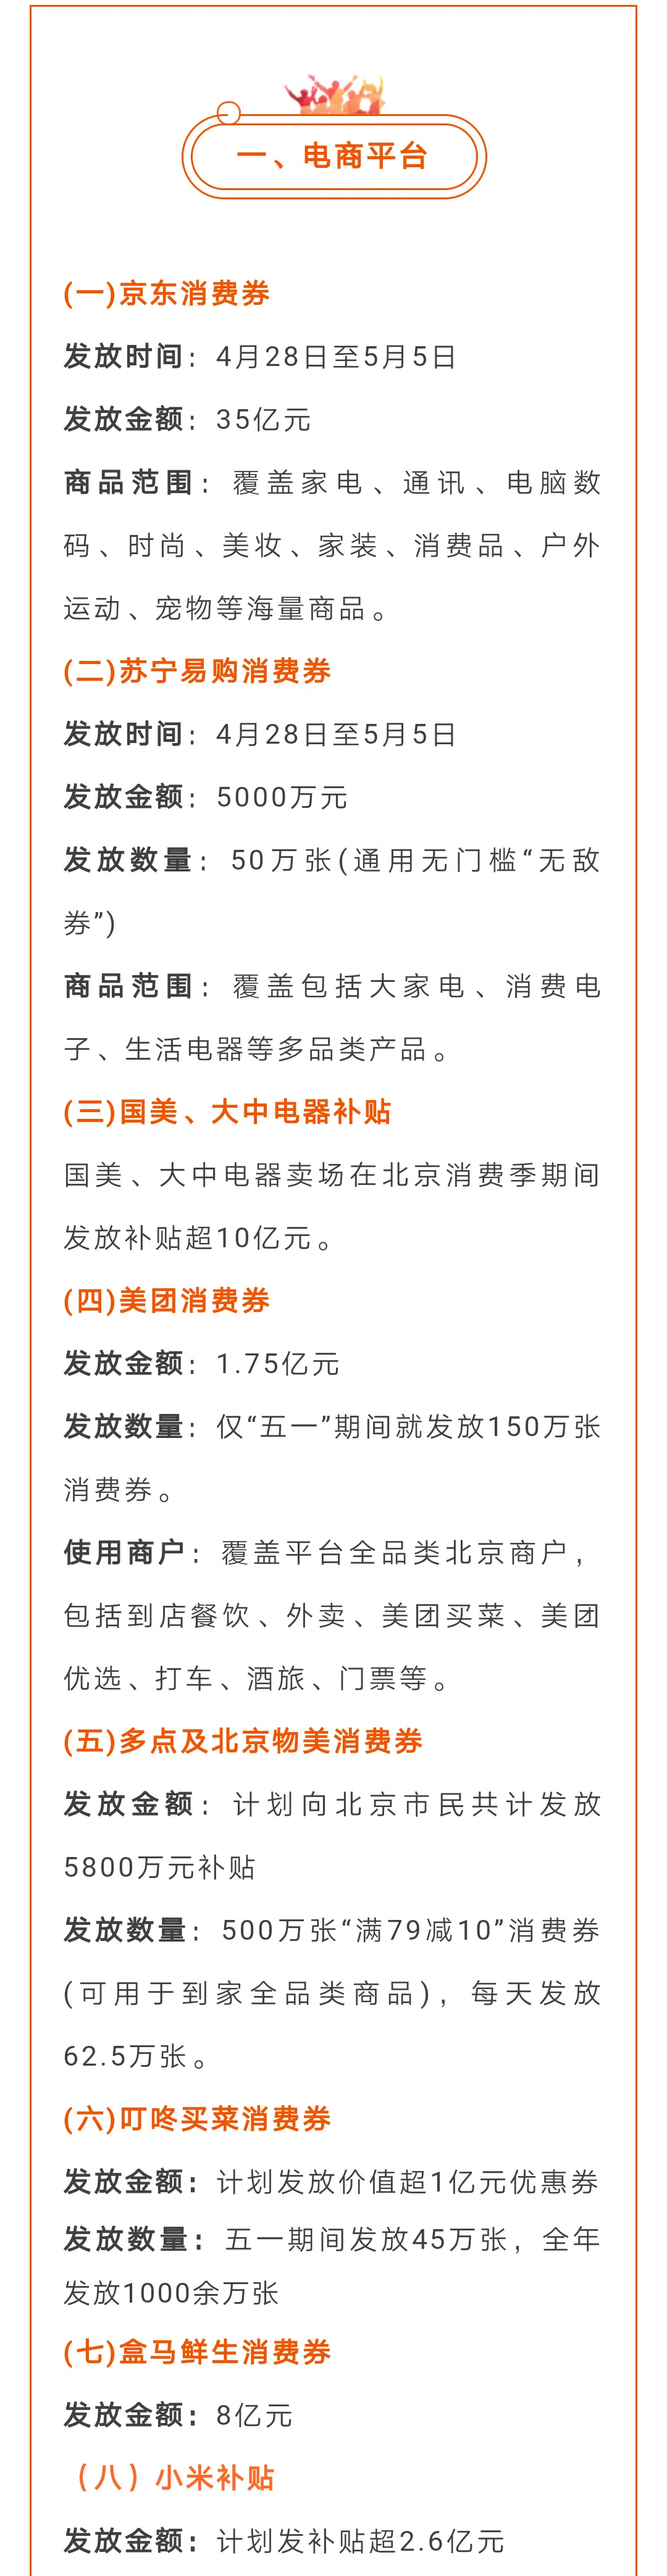 一、电商平台
(一)京东消费券
发放时间：4月28日至5月5日
发放金额：35亿元
商品范围：覆盖家电、通讯、电脑数
码、时尚、美妆、家装、消费品、户外
运动、宠物等海量商品。
(二)苏宁易购消费券
发放时间：4月28日至5月5日
发放金额：5000万元
发放数量：50万张(通用无门槛“无敌
券”)
商品范围：覆盖包括大家电、消费电
子、生活电器等多品类产品。
(三)国美、大中电器补贴
国美、大中电器卖场在北京消费季期间
发放补贴超10亿元。
(四)美团消费券
发放金额：1.75亿元
发放数量：仅“五一”期间就发放150万张
消费券。
使用商户：覆盖平台全品类北京商户，
包括到店餐饮、外卖、美团买菜、美团
优选、打车、酒旅、门票等。
(五)多点及北京物美消费券
发放金额：计划向北京市民共计发放
5800万元补贴
发放数量：500万张“满79减10”消费券
(可用于到家全品类商品)，每天发放
62.5万张。
(六)叮咚买菜消费券
发放金额：计划发放价值超1亿元优惠券
发放数量：五一期间发放45万张，全年
发放1000余万张
(七)盒马鲜生消费券
发放金额：8亿元
（八）小米补贴
发放金额：计划发补贴超2.6亿元